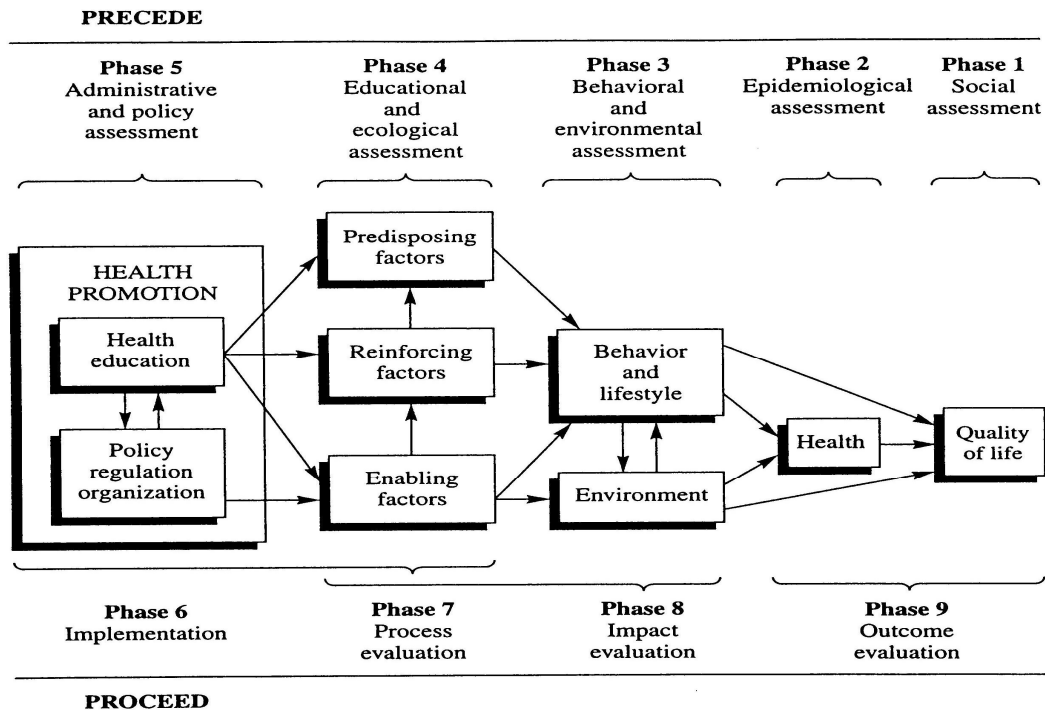 PRECEDE
Phase 5
Administrative
and policy
assessment
Phase 4
Educational
and
ecological
assessment
Phase 3
Behavioral
and
environmental
assessment
Phase 2
Epidemiological
assessment
Phase 1
Social
assessment
HEALTH
PROMOTION
Health
education
Policy
regulation
organization
Predisposing
factors
Reinforcing
factors
Enabling
factors
Behavior
and
lifestyle
Environment
Health
Quality
of life
Phase 6
Implementation
Phase 7
Process
evaluation
Phase 8
Impact
evaluation
Phase 9
Outcome
evaluation
PROCEED